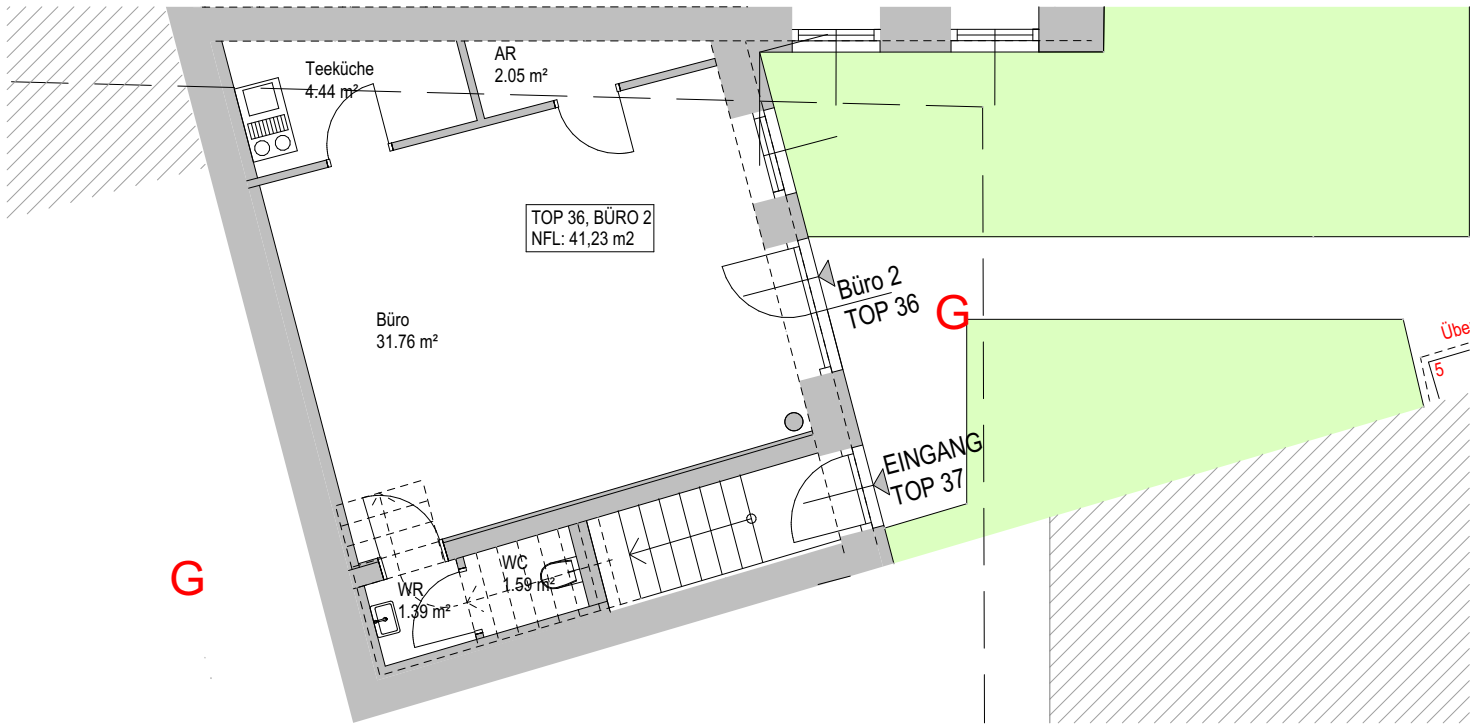 AR
2.05 m²
Teeküche
4.44 m²
TOP 36, BÜRO 2
NFL: 41,23 m2
Büro 2
TOP 36
G
Büro
31.76 m²
Übe
5
EINGANG
TOP 37
WC
1.59 m²
G
WR
1.39 m²